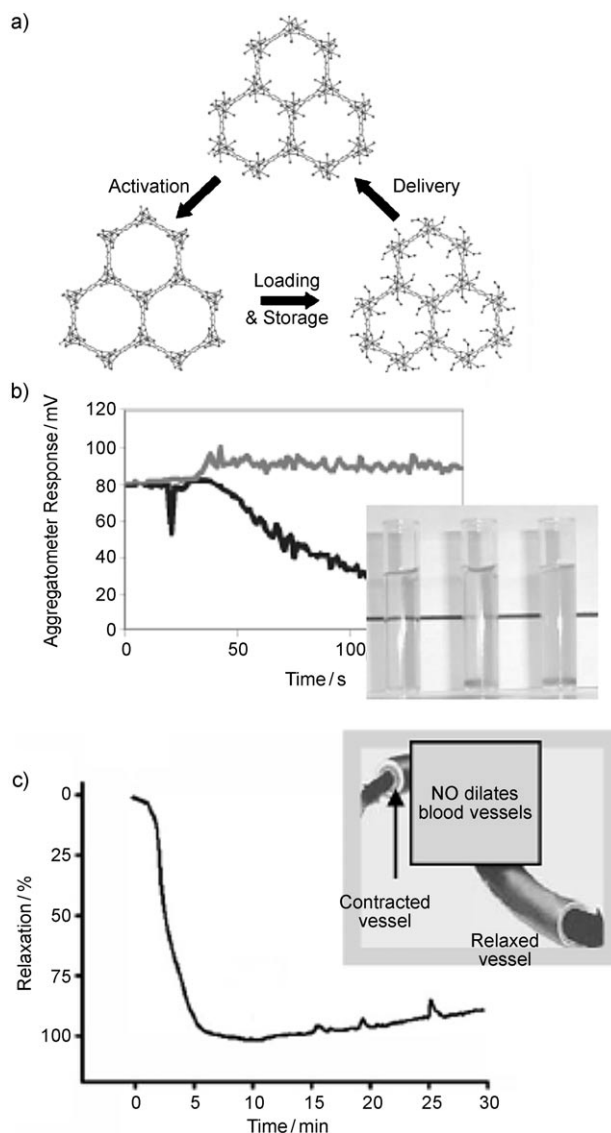 a)
Activation
Delivery
Loading
& Storage
b)
Aggregatometer Response / mV
120
100
80
60
40
20
0
0
50
100
Time / s
c)
Relaxation / %
0
25
50
75
100
NO dilates
blood vessels
Contracted
vessel
Relaxed
vessel
0
5
10
15
20
25
30
Time / min